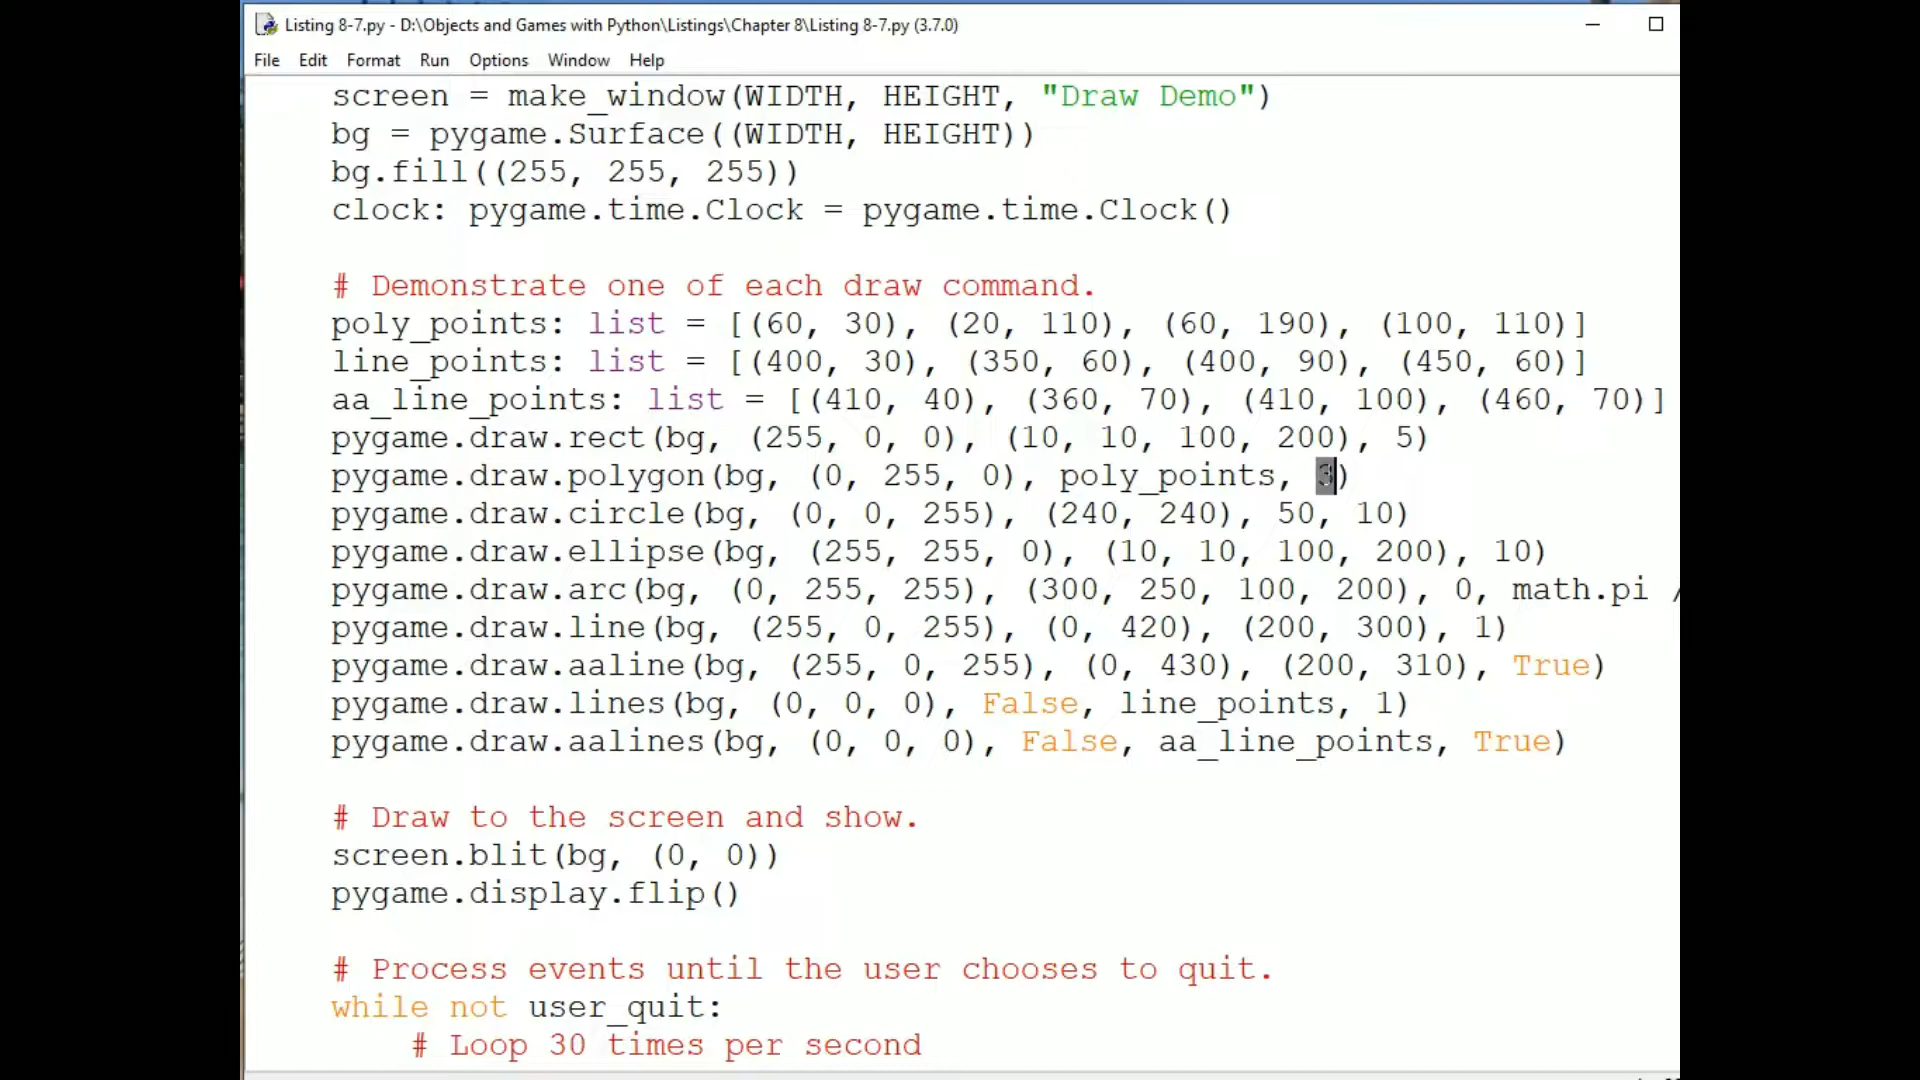 Listing 8-7.py - D:\Objects and Games with Python\Listings\Chapter 8\Listing 8-7.py (3.7.0)
File Edit Format Run Options Window Help
screen = make_window(WIDTH, HEIGHT, "Draw Demo")
bg = pygame.Surface((WIDTH, HEIGHT))
bg.fill((255, 255, 255))
clock: pygame.time.Clock = pygame.time.Clock()
# Demonstrate one of each draw command.
poly_points: list = [(60, 30), (20, 110), (60, 190), (100, 110)]
line_points: list = [(400, 30), (350, 60), (400, 90), (450, 60)]
aa_line_points: list = [(410, 40), (360, 70), (410, 100), (460, 70)]
pygame.draw.rect(bg, (255, 0, 0), (10, 10, 100, 200), 5)
pygame.draw.polygon(bg, (0, 255, 0), poly_points, 3)
pygame.draw.circle(bg, (0, 0, 255), (240, 240), 50, 10)
pygame.draw.ellipse(bg, (255, 255, 0), (10, 10, 100, 200), 10)
pygame.draw.arc(bg, (0, 255, 255), (300, 250, 100, 200), 0, math.pi /
pygame.draw.line(bg, (255, 0, 255), (0, 420), (200, 300), 1)
pygame.draw.aaline(bg, (255, 0, 255), (0, 430), (200, 310), True)
pygame.draw.lines(bg, (0, 0, 0), False, line_points, 1)
pygame.draw.aalines(bg, (0, 0, 0), False, aa_line_points, True)
# Draw to the screen and show.
screen.blit(bg, (0, 0))
pygame.display.flip()
# Process events until the user chooses to quit.
while not user_quit:
# Loop 30 times per second